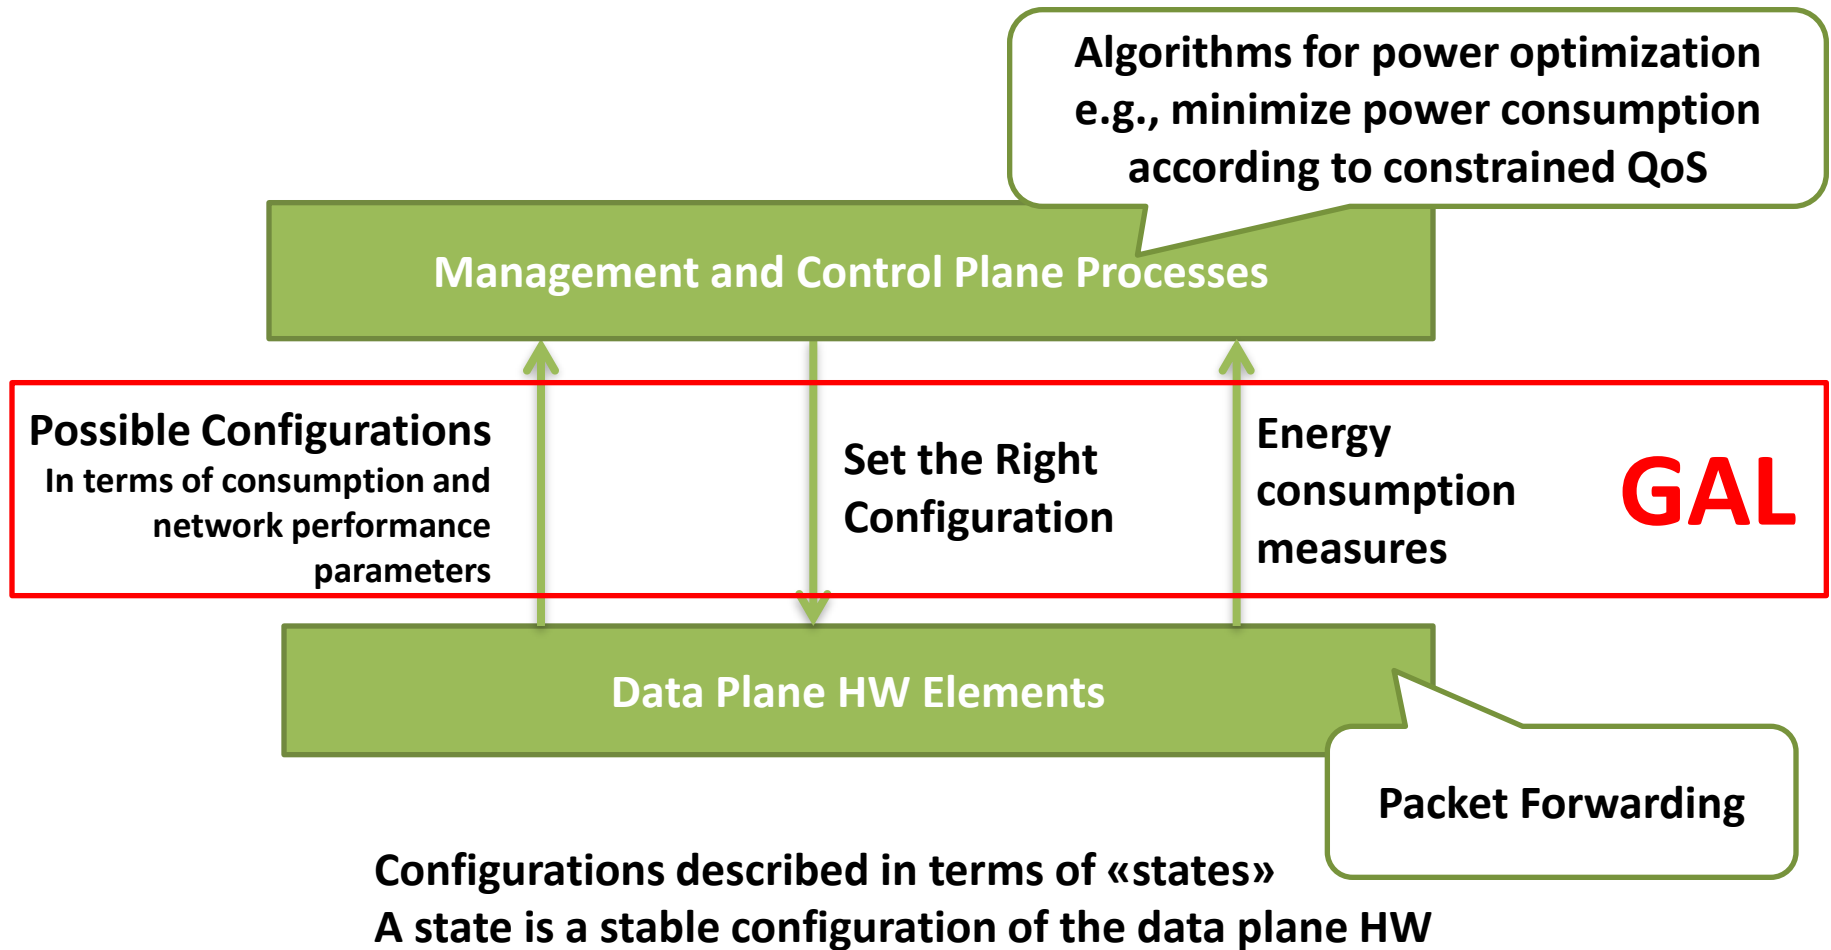 Algorithms for power optimization
e.g., minimize power consumption
according to constrained QoS
Management and Control Plane Processes
Possible Configurations
In terms of consumption and
network performance
parameters
Set the Right
Configuration
Energy
consumption
measures
GAL
Data Plane HW Elements
Packet Forwarding
Configurations described in terms of «states»
A state is a stable configuration of the data plane HW